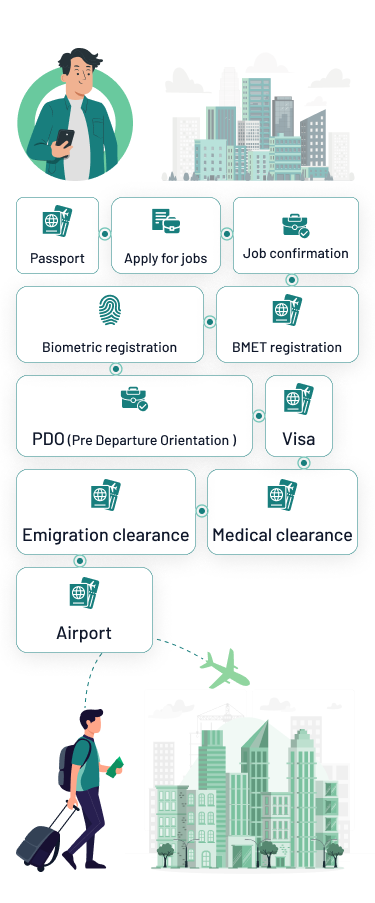 Passport
Apply for jobs
Job confirmation
Biometric registration
BMET registration
PDO (Pre Departure Orientation )
Visa
Emigration clearance
Medical clearance
Airport